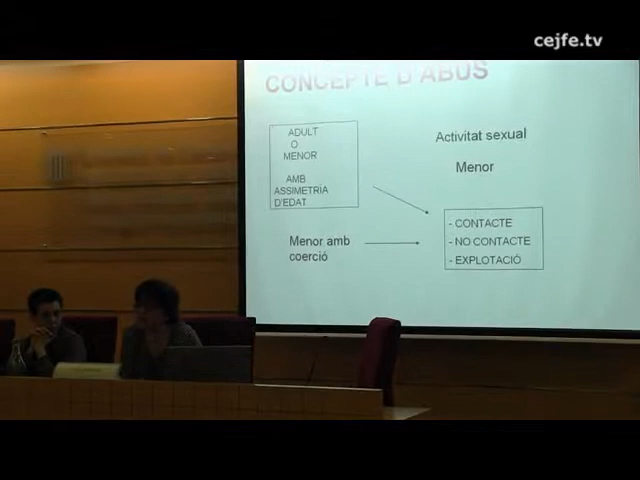 cejfe.tv
CONCEPTE D'ABUS
ADULT
O
MENOR
AMB
ASSIMETRIA
D'EDAT
Activitat sexual
Menor
Menor amb
coerció
- CONTACTE
- NO CONTACTE
- EXPLOTACIÓ